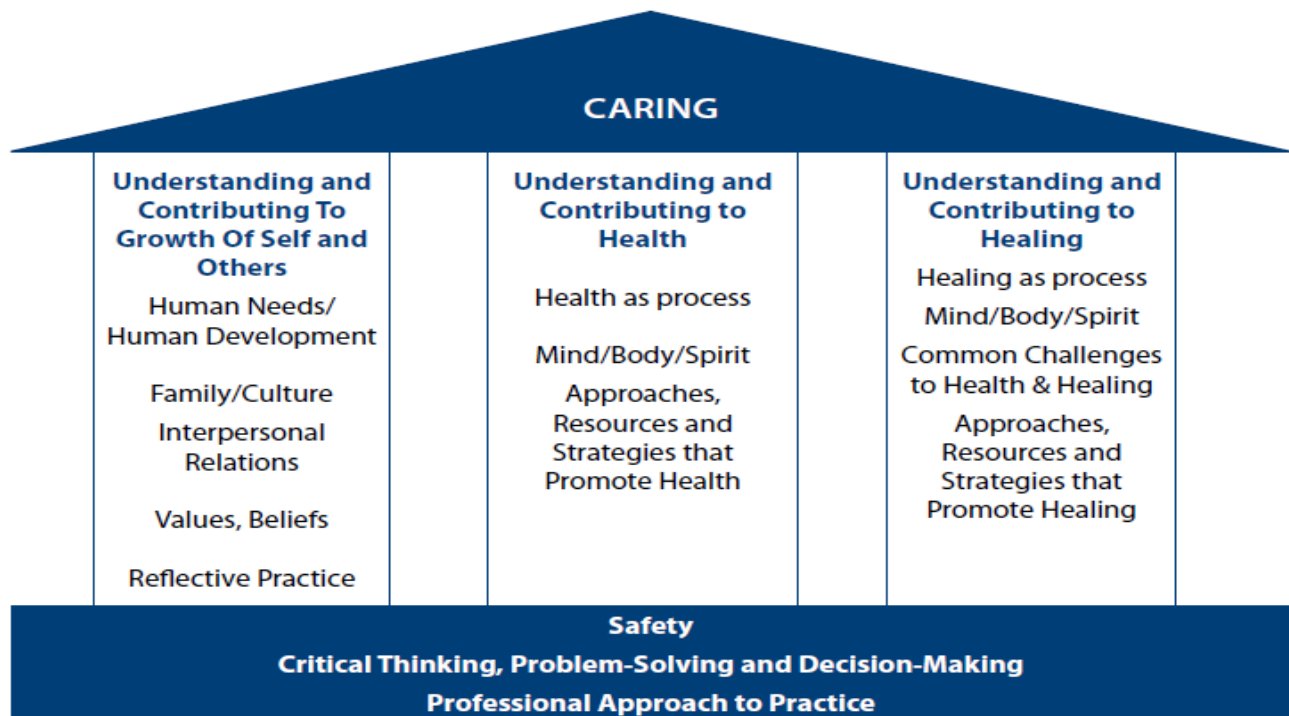 CARING
Understanding and
Contributing To
Growth Of Self and
Others
Human Needs/
Human Development
Family/Culture
Interpersonal
Relations
Values, Beliefs
Reflective Practice
Understanding and
Contributing to
Health
Health as process
Mind/Body/Spirit
Approaches,
Resources and
Strategies that
Promote Health
Understanding and
Contributing to
Healing
Healing as process
Mind/Body/Spirit
Common Challenges
to Health & Healing
Approaches,
Resources and
Strategies that
Promote Healing
Safety
Critical Thinking, Problem-Solving and Decision-Making
Professional Approach to Practice